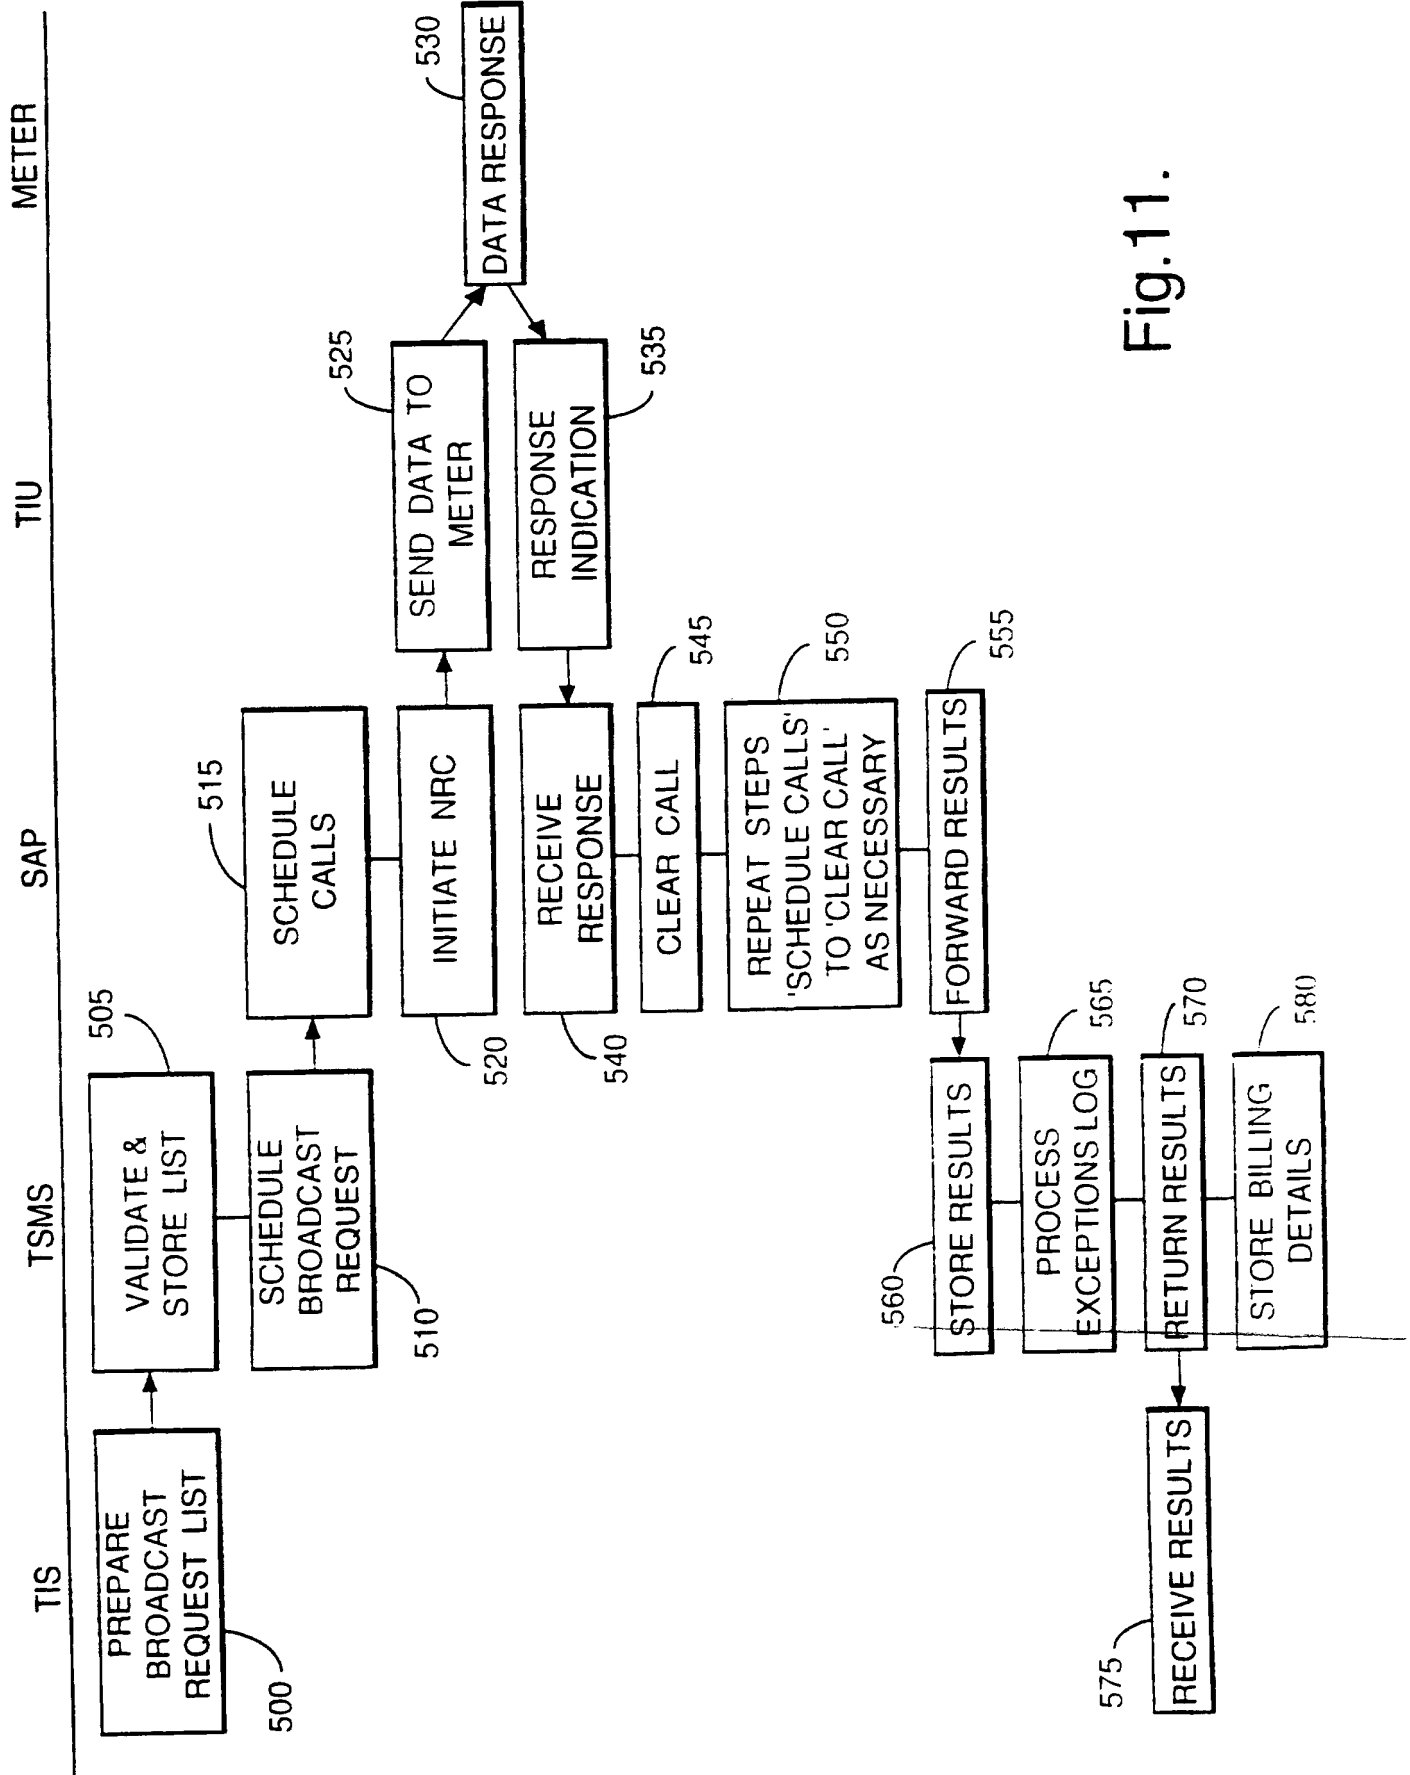 TIS
TSMS
SAP
TIU
METER
PREPARE
BROADCAST
REQUEST LIST
500
VALIDATE &
STORE LIST
505
SCHEDULE
BROADCAST
REQUEST
510
SCHEDULE
CALLS
515
INITIATE NRC
520
SEND DATA TO
METER
525
DATA RESPONSE
530
RESPONSE
INDICATION
535
RECEIVE
RESPONSE
540
CLEAR CALL
545
REPEAT STEPS
'SCHEDULE CALLS'
TO 'CLEAR CALL'
AS NECESSARY
550
FORWARD RESULTS
555
STORE RESULTS
560
PROCESS
EXCEPTIONS LOG
565
RETURN RESULTS
570
RECEIVE RESULTS
575
STORE BILLING
DETAILS
580
Fig.11.